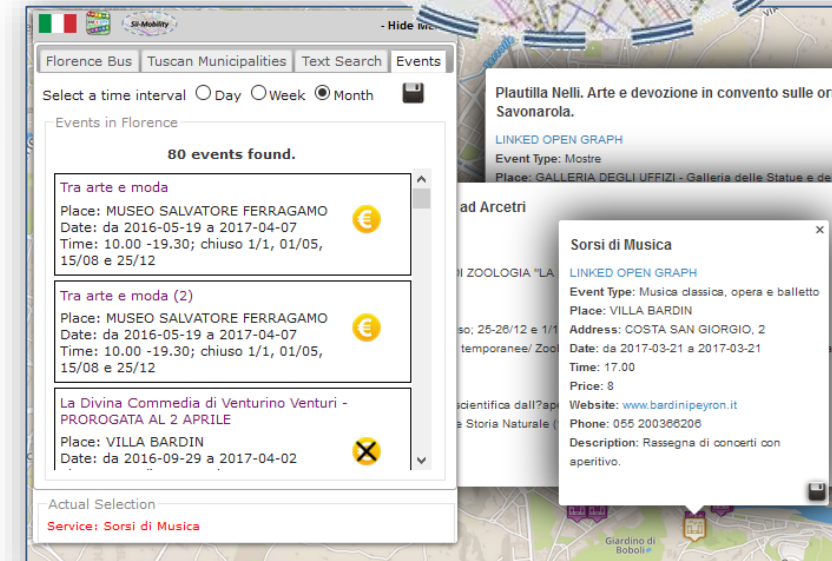 Sii-Mobility
- Hide Me
Florence Bus
Tuscan Municipalities
Text Search
Events
Select a time interval
Day
Week
Month
Events in Florence
80 events found.
Tra arte e moda
Place: MUSEO SALVATORE FERRAGAMO
Date: da 2016-05-19 a 2017-04-07
Time: 10.00 -19.30; chiuso 1/1, 01/05,
15/08 e 25/12
Tra arte e moda (2)
Place: MUSEO SALVATORE FERRAGAMO
Date: da 2016-05-19 a 2017-04-07
Time: 10.00 -19.30; chiuso 1/1, 01/05,
15/08 e 25/12
La Divina Commedia di Venturino Venturi -
PROROGATA AL 2 APRILE
Place: VILLA BARDIN
Date: da 2016-09-29 a 2017-04-02
Actual Selection
Service: Sorsi di Musica
Plautilla Nelli. Arte e devozione in convento sulle or
Savonarola.
LINKED OPEN GRAPH
Event Type: Mostre
Place: GALLERIA DEGLI UFFIZI - Galleria delle Statue e de
ad Arcetri
DI ZOOLOGIA "LA
so; 25-26/12 e 1/1
temporanee/ Zool
scientifica dall?ape
e Storia Naturale (
×
Sorsi di Musica
LINKED OPEN GRAPH
Event Type: Musica classica, opera e balletto
Place: VILLA BARDIN
Address: COSTA SAN GIORGIO, 2
Date: da 2017-03-21 a 2017-03-21
Time: 17.00
Price: 8
Website: www.bardinipeyron.it
Phone: 055 200366206
Description: Rassegna di concerti con
aperitivo.
Giardino di
Boboli